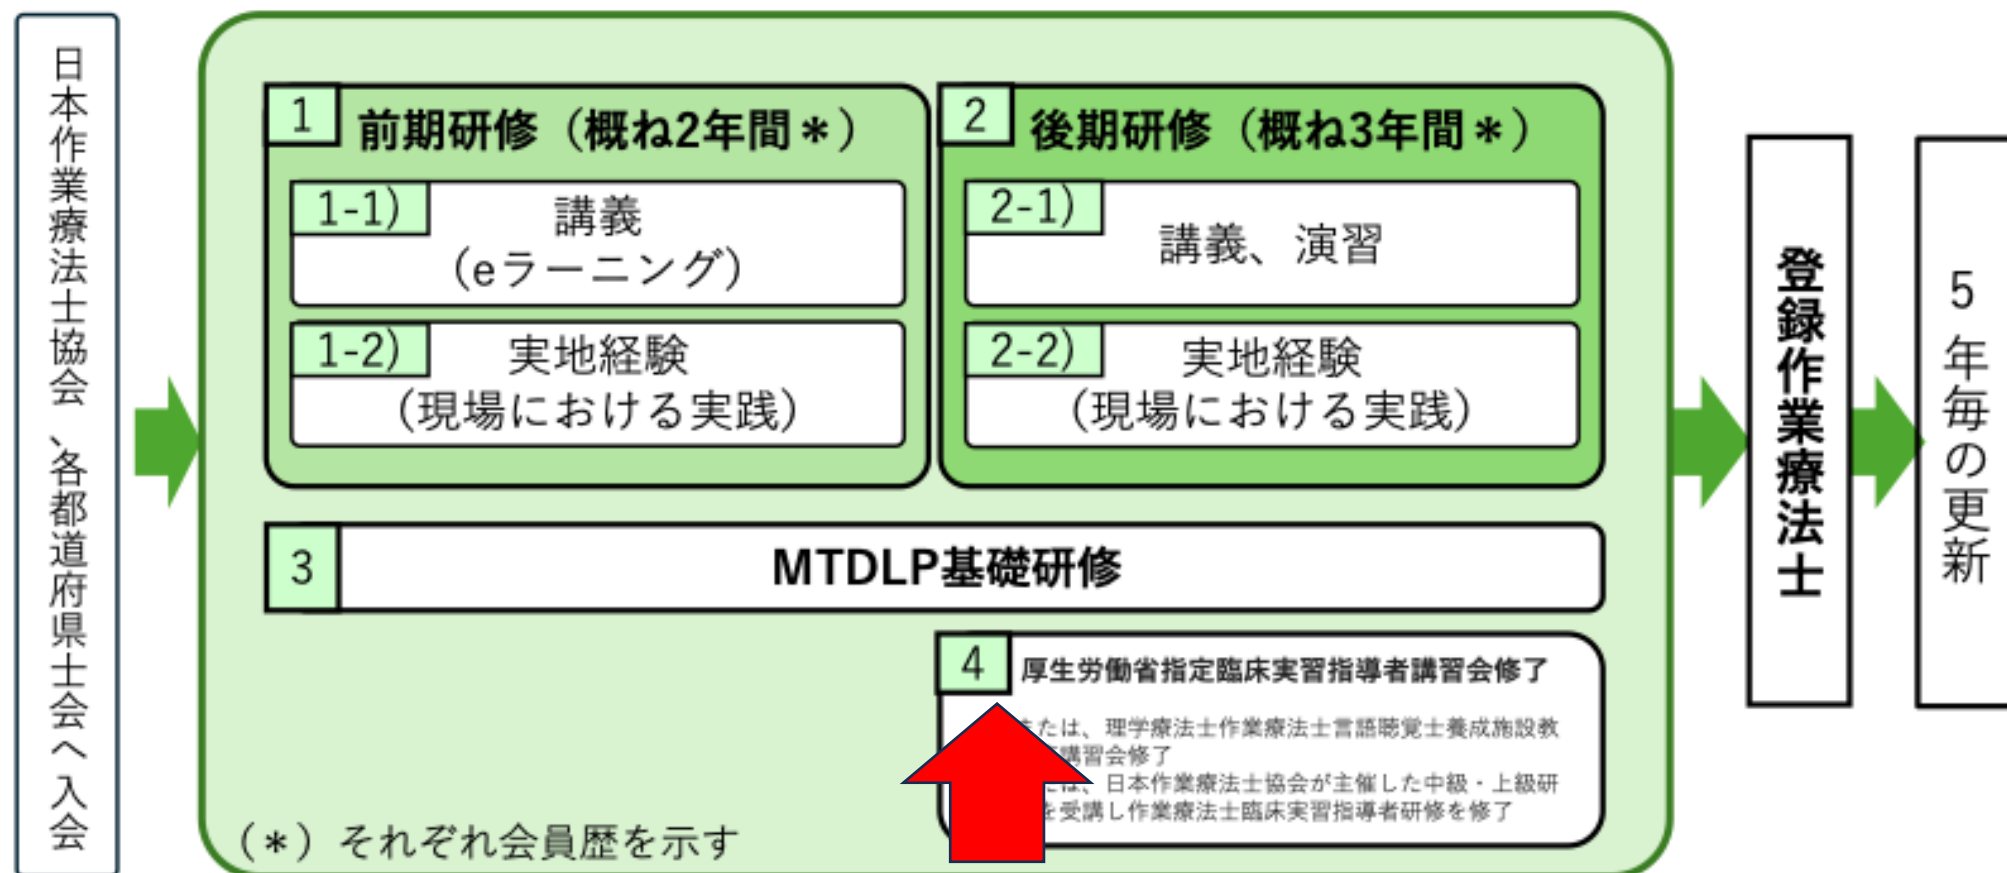 日本作業療法士協会、各都道府県士会へ入会
1
前期研修（概ね2年間＊）
1-1)
講義
（eラーニング）
1-2)
実地経験
（現場における実践）
2
後期研修（概ね3年間＊）
2-1)
講義、演習
2-2)
実地経験
（現場における実践）
3
MTDLP基礎研修
4
厚生労働省指定臨床実習指導者講習会修了
たは、理学療法士作業療法士言語聴覚士養成施設教
講習会修了
は、日本作業療法士協会が主催した中級・上級研
を受講し作業療法士臨床実習指導者研修を修了
（＊）それぞれ会員歴を示す
登録作業療法士
5年毎の更新